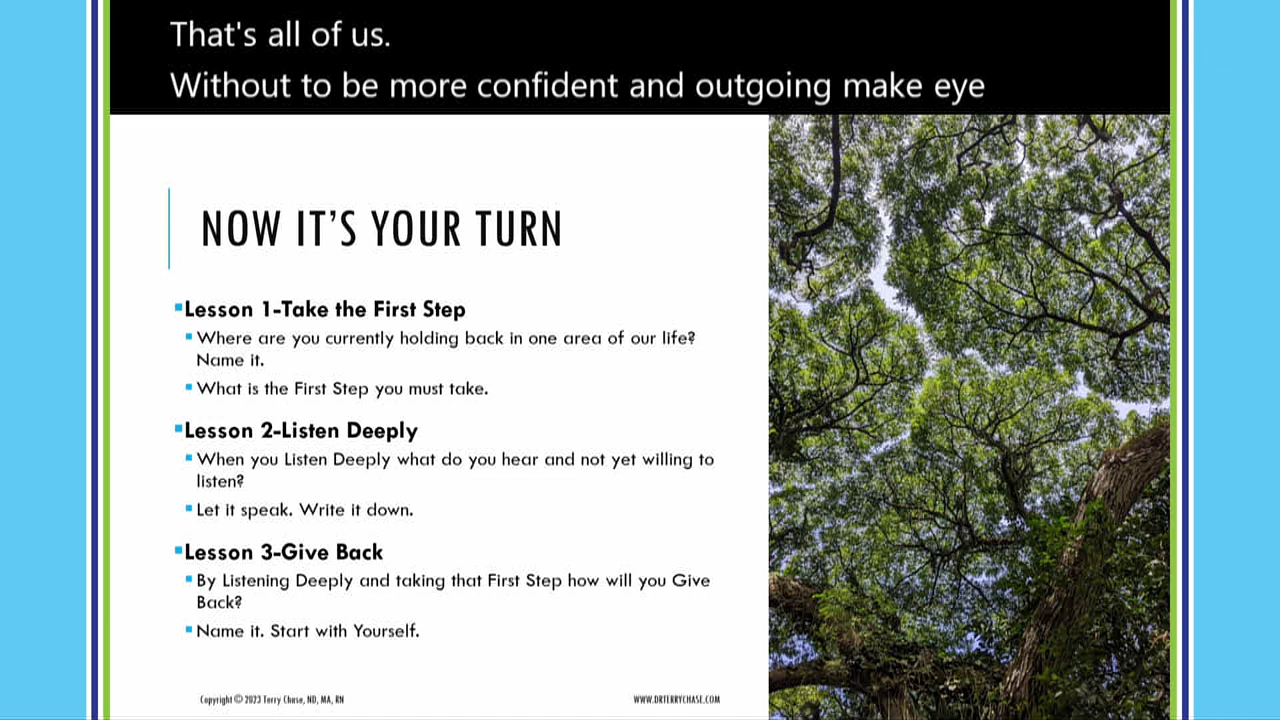 That's all of us.
Without to be more confident and outgoing make eye
NOW IT'S YOUR TURN
Lesson 1-Take the First Step
Where are you currently holding back in one area of our life?
Name it.
What is the First Step you must take.
Lesson 2-Listen Deeply
When you Listen Deeply what do you hear and not yet willing to
listen?
Let it speak. Write it down.
Lesson 3-Give Back
By Listening Deeply and taking that First Step how will you Give
Back?
Name it. Start with Yourself.
Copyright © 2023 Terry Chase, ND, MA, RN
WWW.DRTERRYCHASE.COM